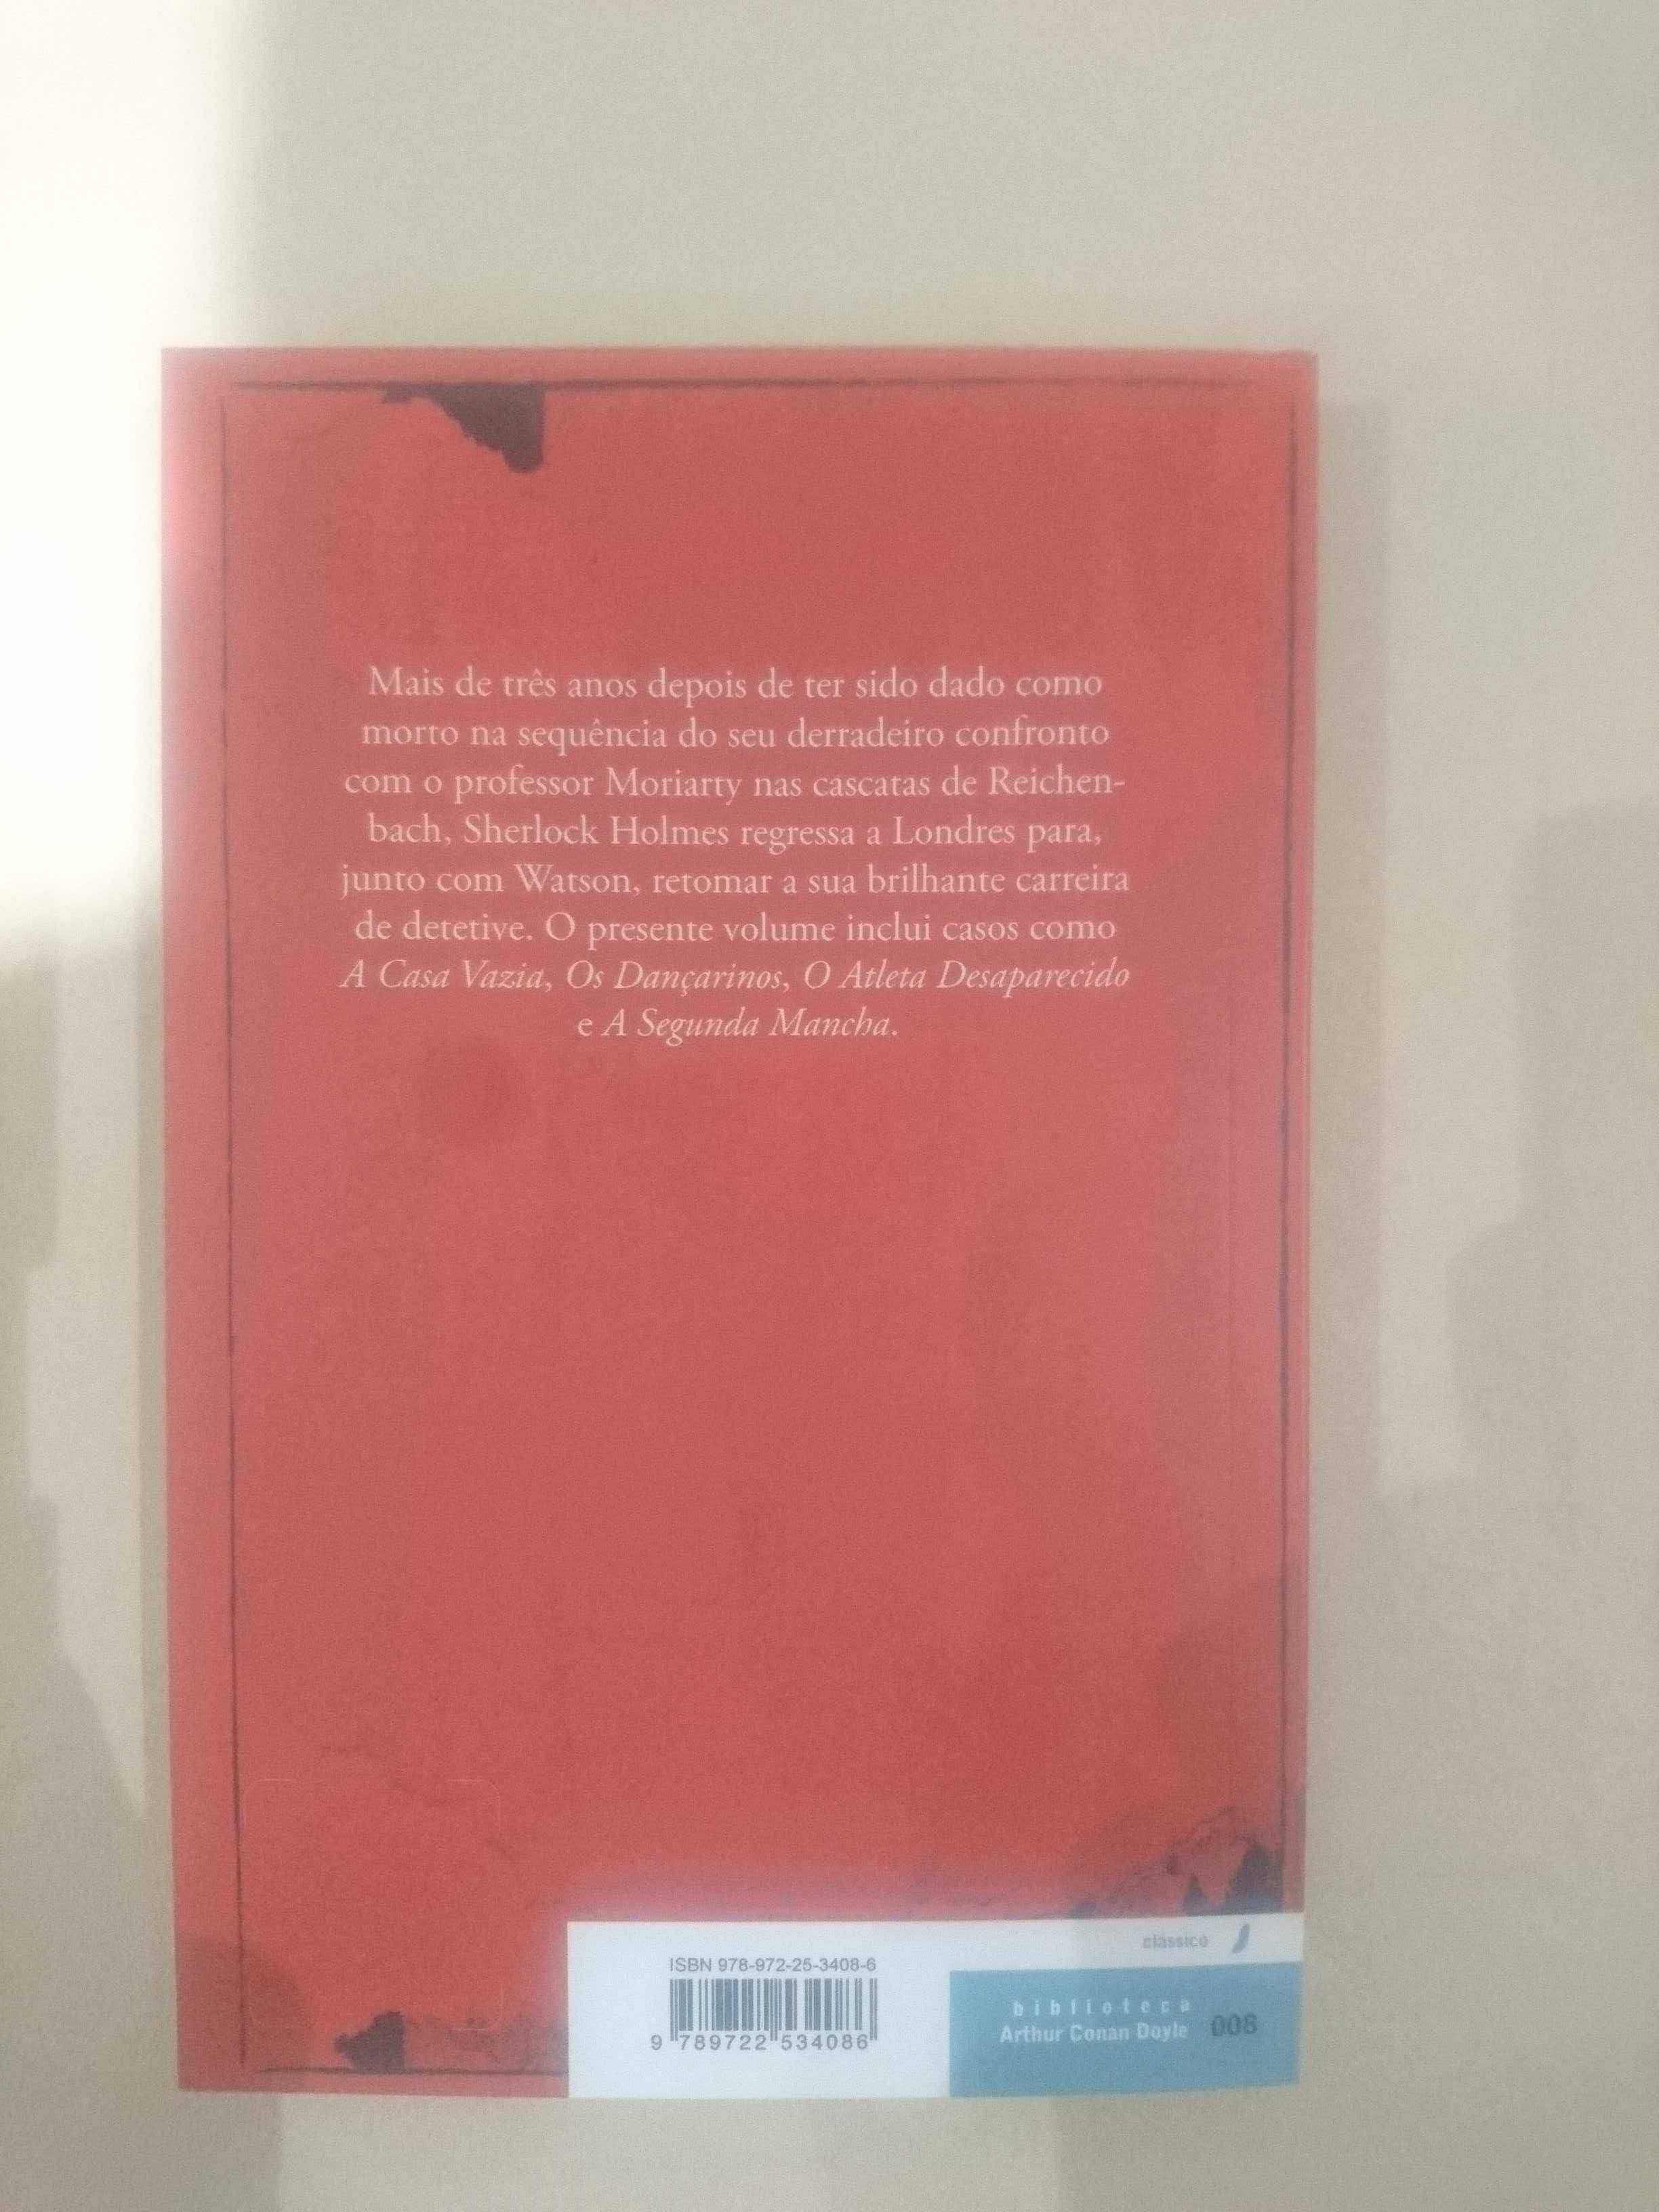 Mais de três anos depois de ter sido dado como
morto na sequência do seu derradeiro confronto
com o professor Moriarty nas cascatas de Reichen-
bach, Sherlock Holmes regressa a Londres para,
junto com Watson, retomar a sua brilhante carreira
de detetive. O presente volume inclui casos como
A Casa Vazia, Os Dançarinos, O Atleta Desaparecido
e A Segunda Mancha.
clássico
ISBN 978-972-25-3408-6
9 789722 534086
biblioteca
Arthur Conan Doyle 008